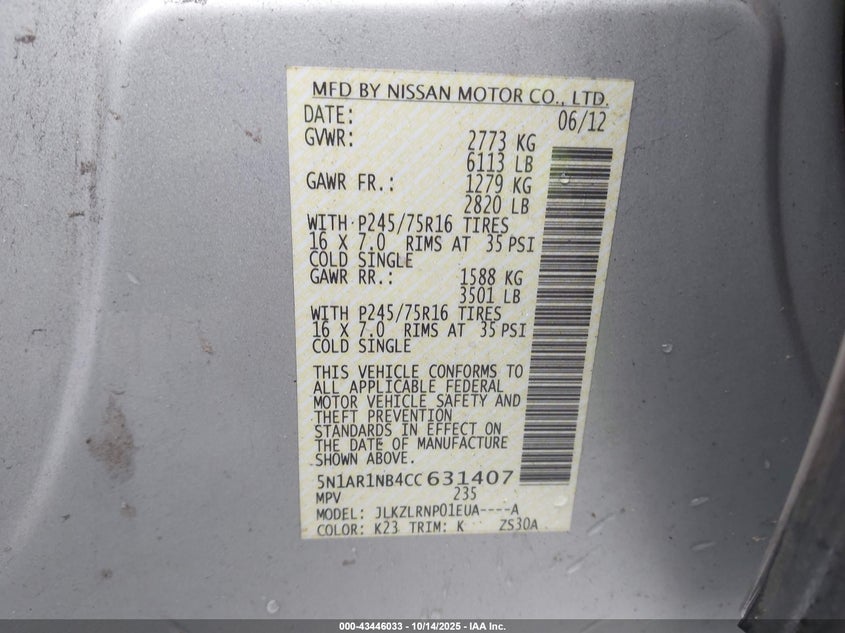 MFD BY NISSAN MOTOR CO., LTD.
DATE: 06/12
GVWR: 2773 KG
6113 LB
GAWR FR.: 1279 KG
2820 LB
WITH P245/75R16 TIRES
16 X 7.0 RIMS AT 35 PSI
COLD SINGLE
GAWR RR.: 1588 KG
3501 LB
WITH P245/75R16 TIRES
16 X 7.0 RIMS AT 35 PSI
COLD SINGLE
THIS VEHICLE CONFORMS TO
ALL APPLICABLE FEDERAL
MOTOR VEHICLE SAFETY AND
THEFT PREVENTION
STANDARDS IN EFFECT ON
THE DATE OF MANUFACTURE
SHOWN ABOVE.
5N1AR1NB4CC631407
MPV 235
MODEL: JLKZLRNP01EUA----A
COLOR: K23 TRIM: K ZS30A
000-43446033 - 10/14/2025 - IAA Inc.